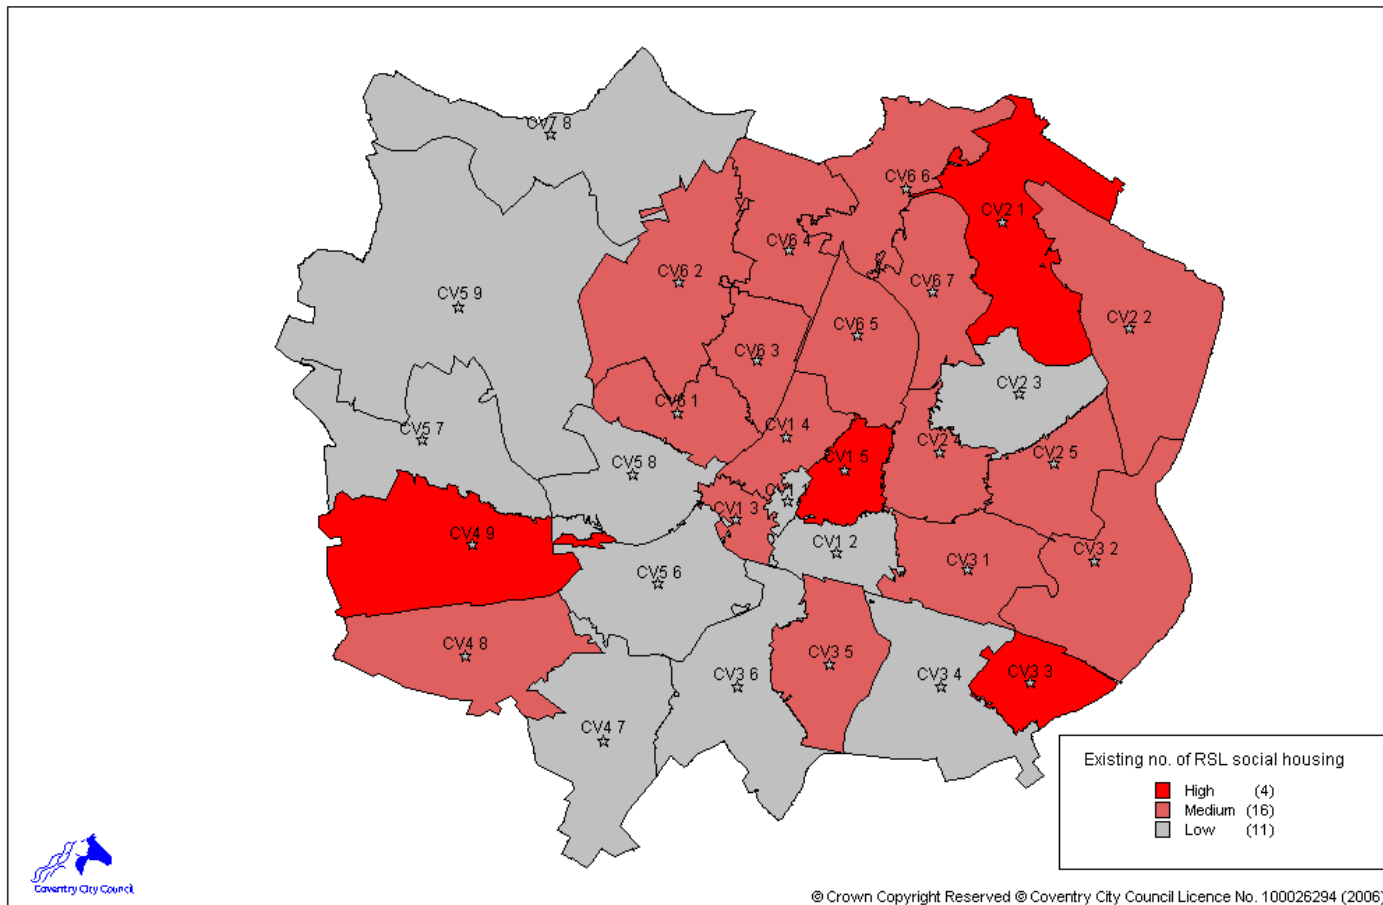 CV7 8
CV6 6
CV2 1
CV6 4
CV6 2
CV6 7
CV5 9
CV6 5
CV2 2
CV6 3
CV2 3
CV6 1
CV1 4
CV5 7
CV2 4
CV2 5
CV5 8
CV1 5
CV1 1
CV1 3
CV4 9
CV1 2
CV3 2
CV3 1
CV5 6
CV4 8
CV3 5
CV3 6
CV3 4
CV3 3
CV4 7
Existing no. of RSL social housing
High (4)
Medium (16)
Low (11)
Coventry City Council
© Crown Copyright Reserved © Coventry City Council Licence No. 100026294 (2006)